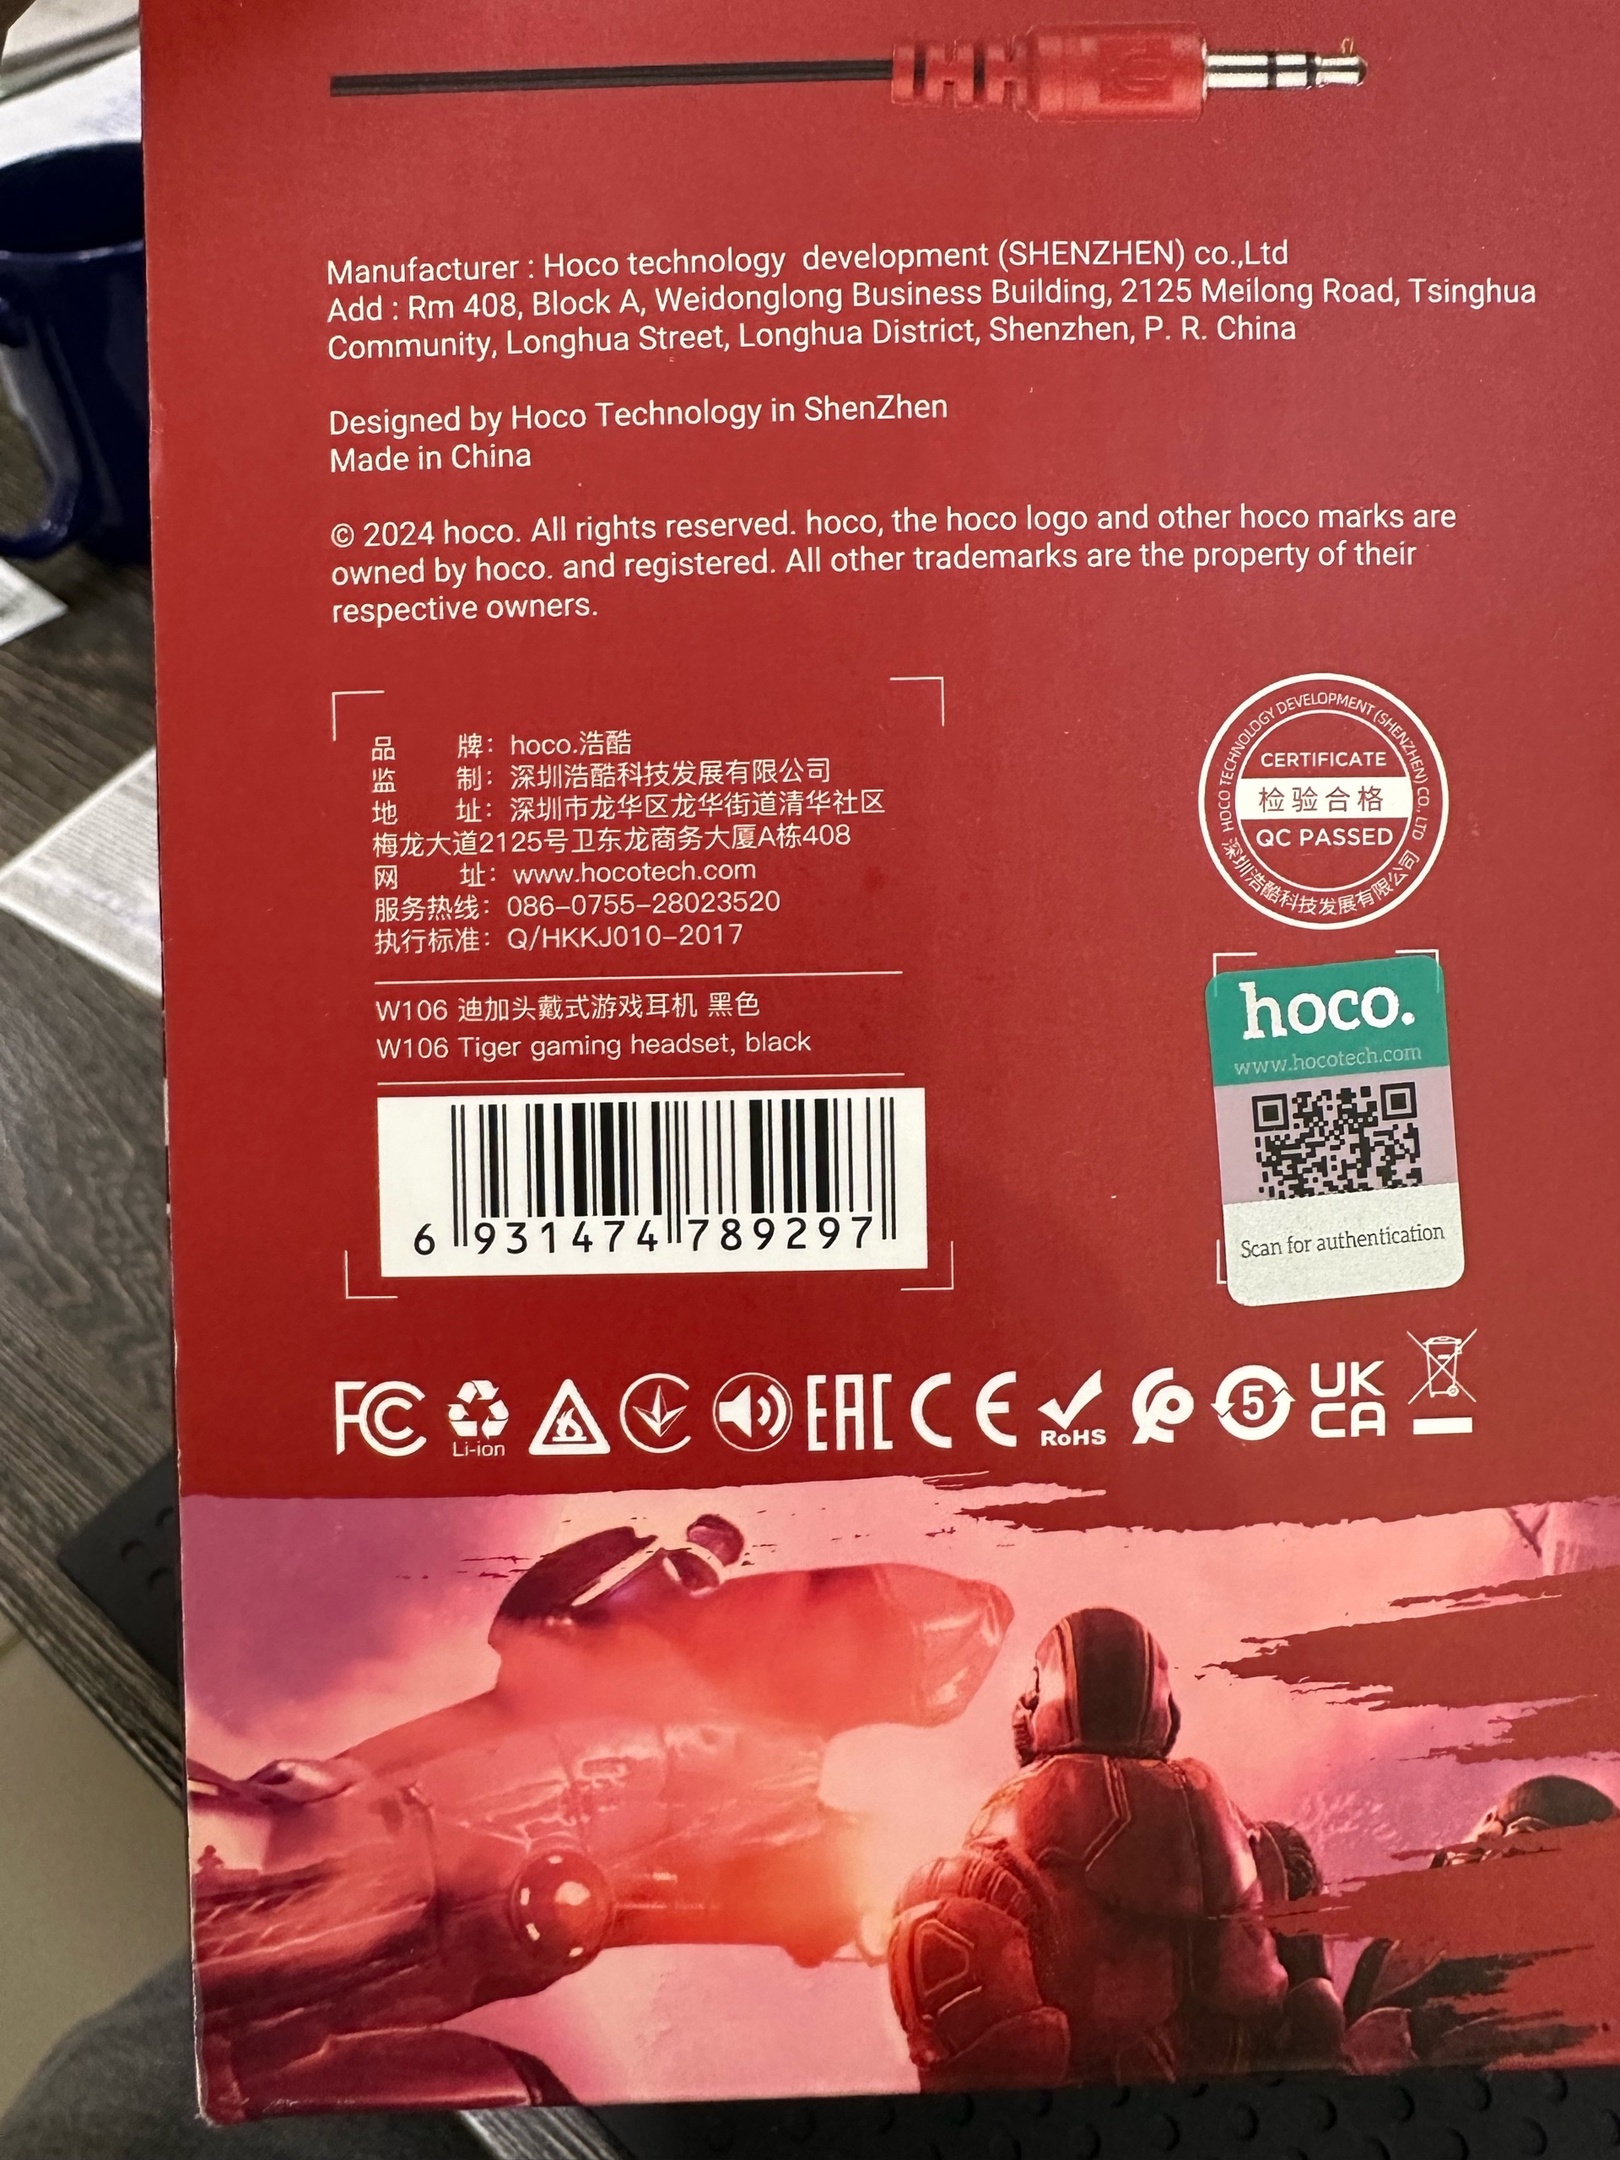 Manufacturer : Hoco technology development (SHENZHEN) co.,Ltd
Add : Rm 408, Block A, Weidonglong Business Building, 2125 Meilong Road, Tsinghua
Community, Longhua Street, Longhua District, Shenzhen, P. R. China
Designed by Hoco Technology in ShenZhen
Made in China
© 2024 hoco. All rights reserved. hoco, the hoco logo and other hoco marks are
owned by hoco. and registered. All other trademarks are the property of their
respective owners.
品 牌：hoco.浩酷
监 制：深圳浩酷科技发展有限公司
地 址：深圳市龙华区龙华街道清华社区
梅龙大道2125号卫东龙商务大厦A栋408
网 址：www.hocotech.com
服务热线：086-0755-28023520
执行标准：Q/HKKJ010-2017
W106 迪加头戴式游戏耳机 黑色
W106 Tiger gaming headset, black
6 931474 789297
HOCO TECHNOLOGY DEVELOPMENT (SHENZHEN) CO., LTD
CERTIFICATE
检验合格
QC PASSED
深圳浩酷科技发展有限公司
hoco.
www.hocotech.com
Scan for authentication
FC Li-ion EAC CE RoHS 5 UK CA